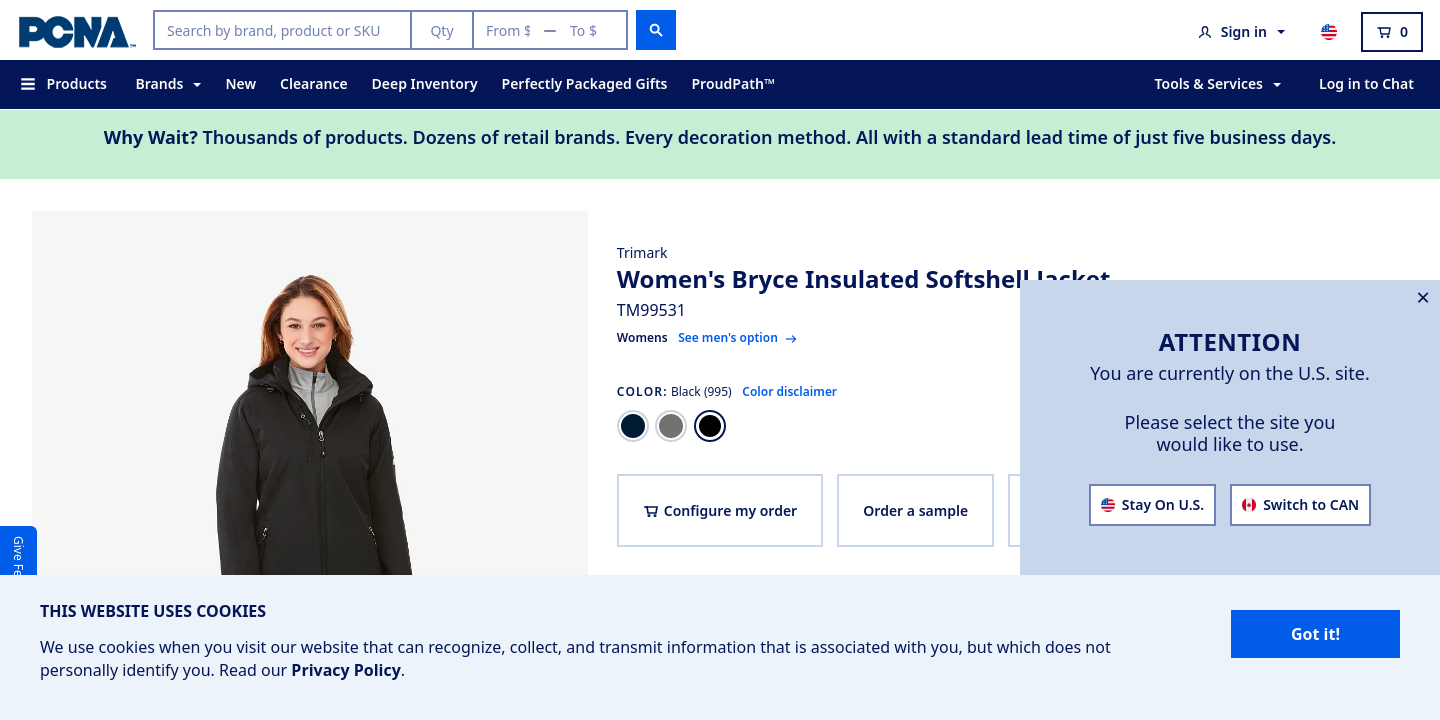 PCNA™
Search by brand, product or SKU
Qty
From $ — To $
Sign in
0
Products
Brands
New
Clearance
Deep Inventory
Perfectly Packaged Gifts
ProudPath™
Tools & Services
Log in to Chat
Why Wait? Thousands of products. Dozens of retail brands. Every decoration method. All with a standard lead time of just five business days.
Trimark
Women's Bryce Insulated Softshell Jacket
TM99531
Womens See men's option →
COLOR: Black (995) Color disclaimer
Configure my order
Order a sample
ATTENTION
You are currently on the U.S. site.
Please select the site you
would like to use.
Stay On U.S.
Switch to CAN
Give
THIS WEBSITE USES COOKIES
We use cookies when you visit our website that can recognize, collect, and transmit information that is associated with you, but which does not
personally identify you. Read our Privacy Policy.
Got it!